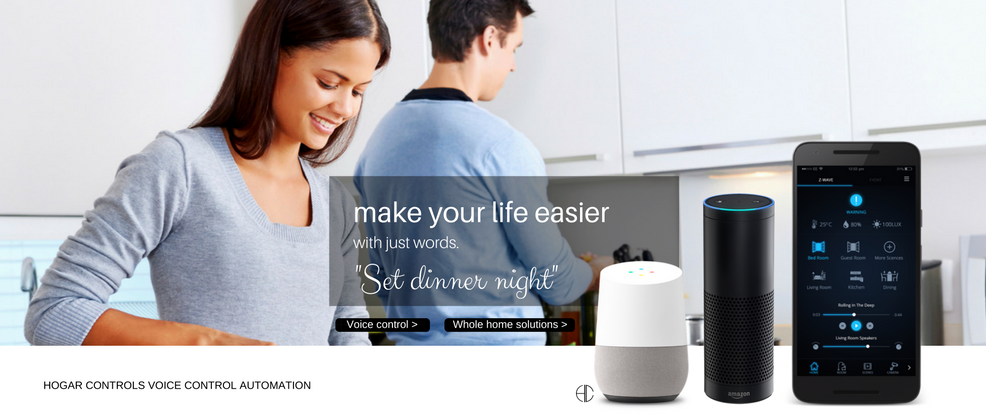 make your life easier
with just words.
"Set dinner night"
Voice control >
Whole home solutions >
HOGAR CONTROLS VOICE CONTROL AUTOMATION
HC
amazon
Z WAVE
WARNING
25°C
80%
100LUX
Bed Room
Guest Room
More Scenes
Living Room
Kitchen
Dining
Rolling In The Deep
Living Room Speakers